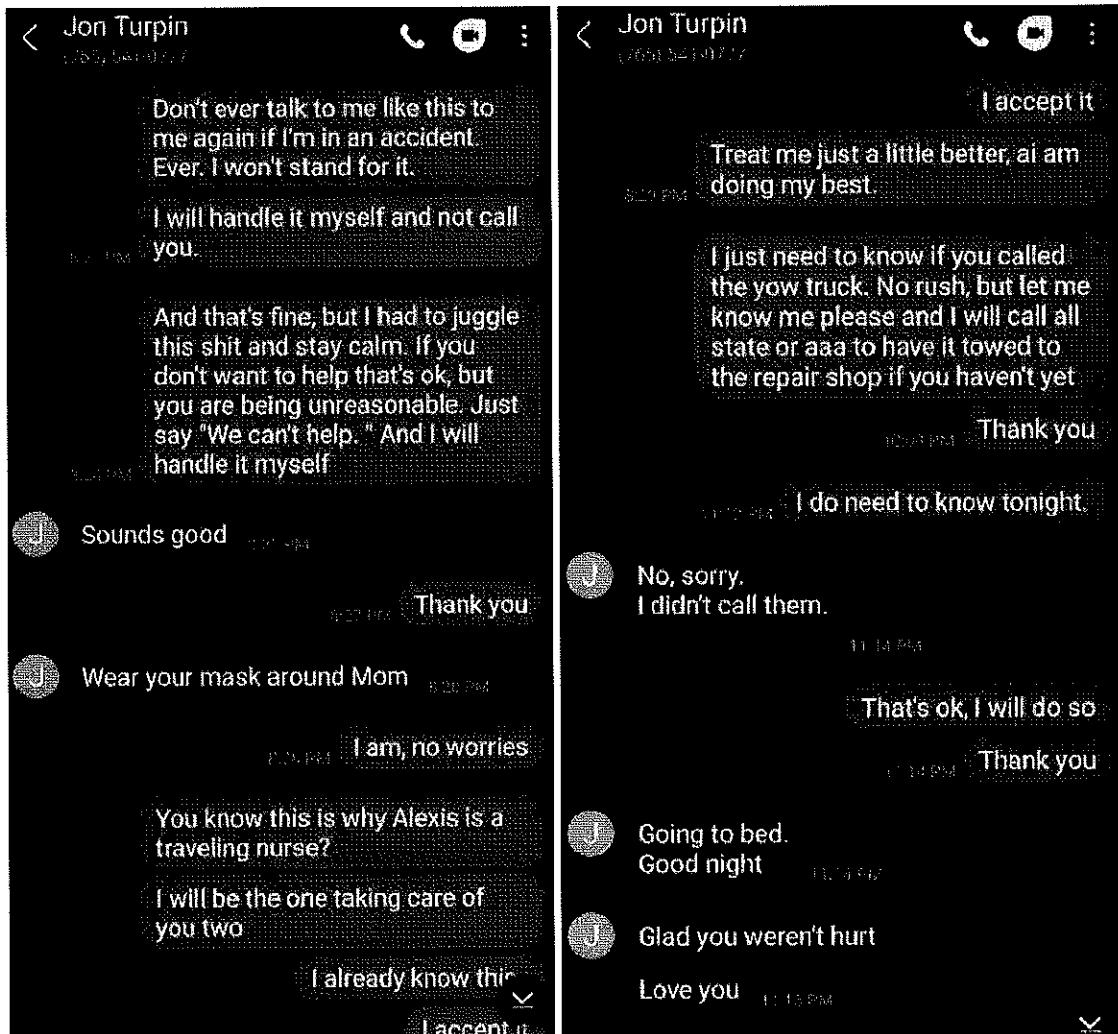 Jon Turpin
Don't ever talk to me like this to
me again if I'm in an accident.
Ever. I won't stand for it.
I will handle it myself and not call
you.
And that's fine, but I had to juggle
this shit and stay calm. If you
don't want to help that's ok, but
you are being unreasonable. Just
say "We can't help. " And I will
handle it myself
J
Sounds good
Thank you
J
Wear your mask around Mom
I am, no worries
You know this is why Alexis is a
traveling nurse?
I will be the one taking care of
you two
I already know this
I accept it
Jon Turpin
I accept it
Treat me just a little better, ai am
doing my best.
I just need to know if you called
the yow truck. No rush, but let me
know me please and I will call all
state or aaa to have it towed to
the repair shop if you haven't yet
Thank you
I do need to know tonight.
J
No, sorry.
I didn't call them.
11:14 PM
That's ok, I will do so
Thank you
J
Going to bed.
Good night
J
Glad you weren't hurt
Love you